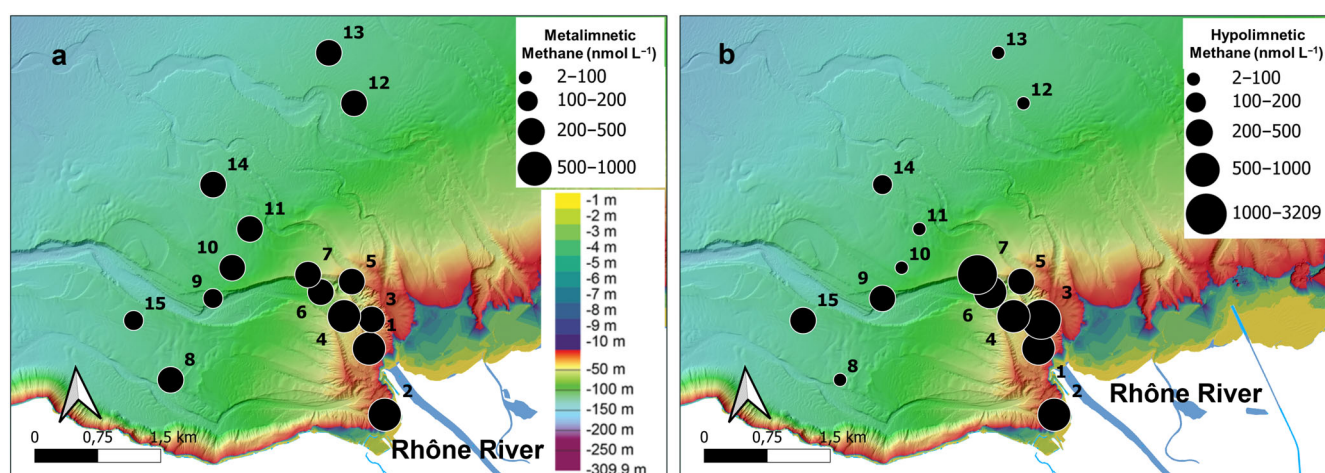 a
Metalimnetic
Methane (nmol L⁻¹)
2−100
100−200
200−500
500−1000
13
12
14
11
10
9
15
8
7
5
6
3
4
1
2
-1 m
-2 m
-3 m
-4 m
-5 m
-6 m
-7 m
-8 m
-9 m
-10 m
-50 m
-100 m
-150 m
-200 m
-250 m
-309.9 m
Rhône River
0 0,75 1,5 km
b
Hypolimnetic
Methane (nmol L⁻¹)
2−100
100−200
200−500
500−1000
1000−3209
13
12
14
11
10
9
15
8
7
5
6
3
4
1
2
Rhône River
0 0,75 1,5 km